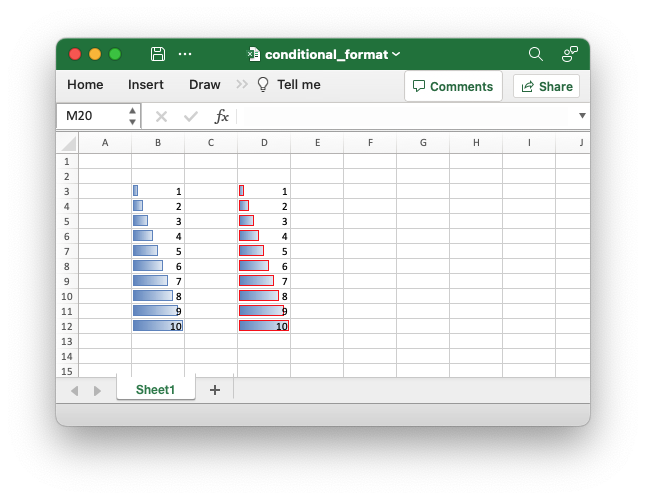 conditional_format
Home Insert Draw Tell me Comments Share
M20 fx
A B C D E F G H I J
1
2
3 1 1
4 2 2
5 3 3
6 4 4
7 5 5
8 6 6
9 7 7
10 8 8
11 9 9
12 10 10
13
14
15
Sheet1 +